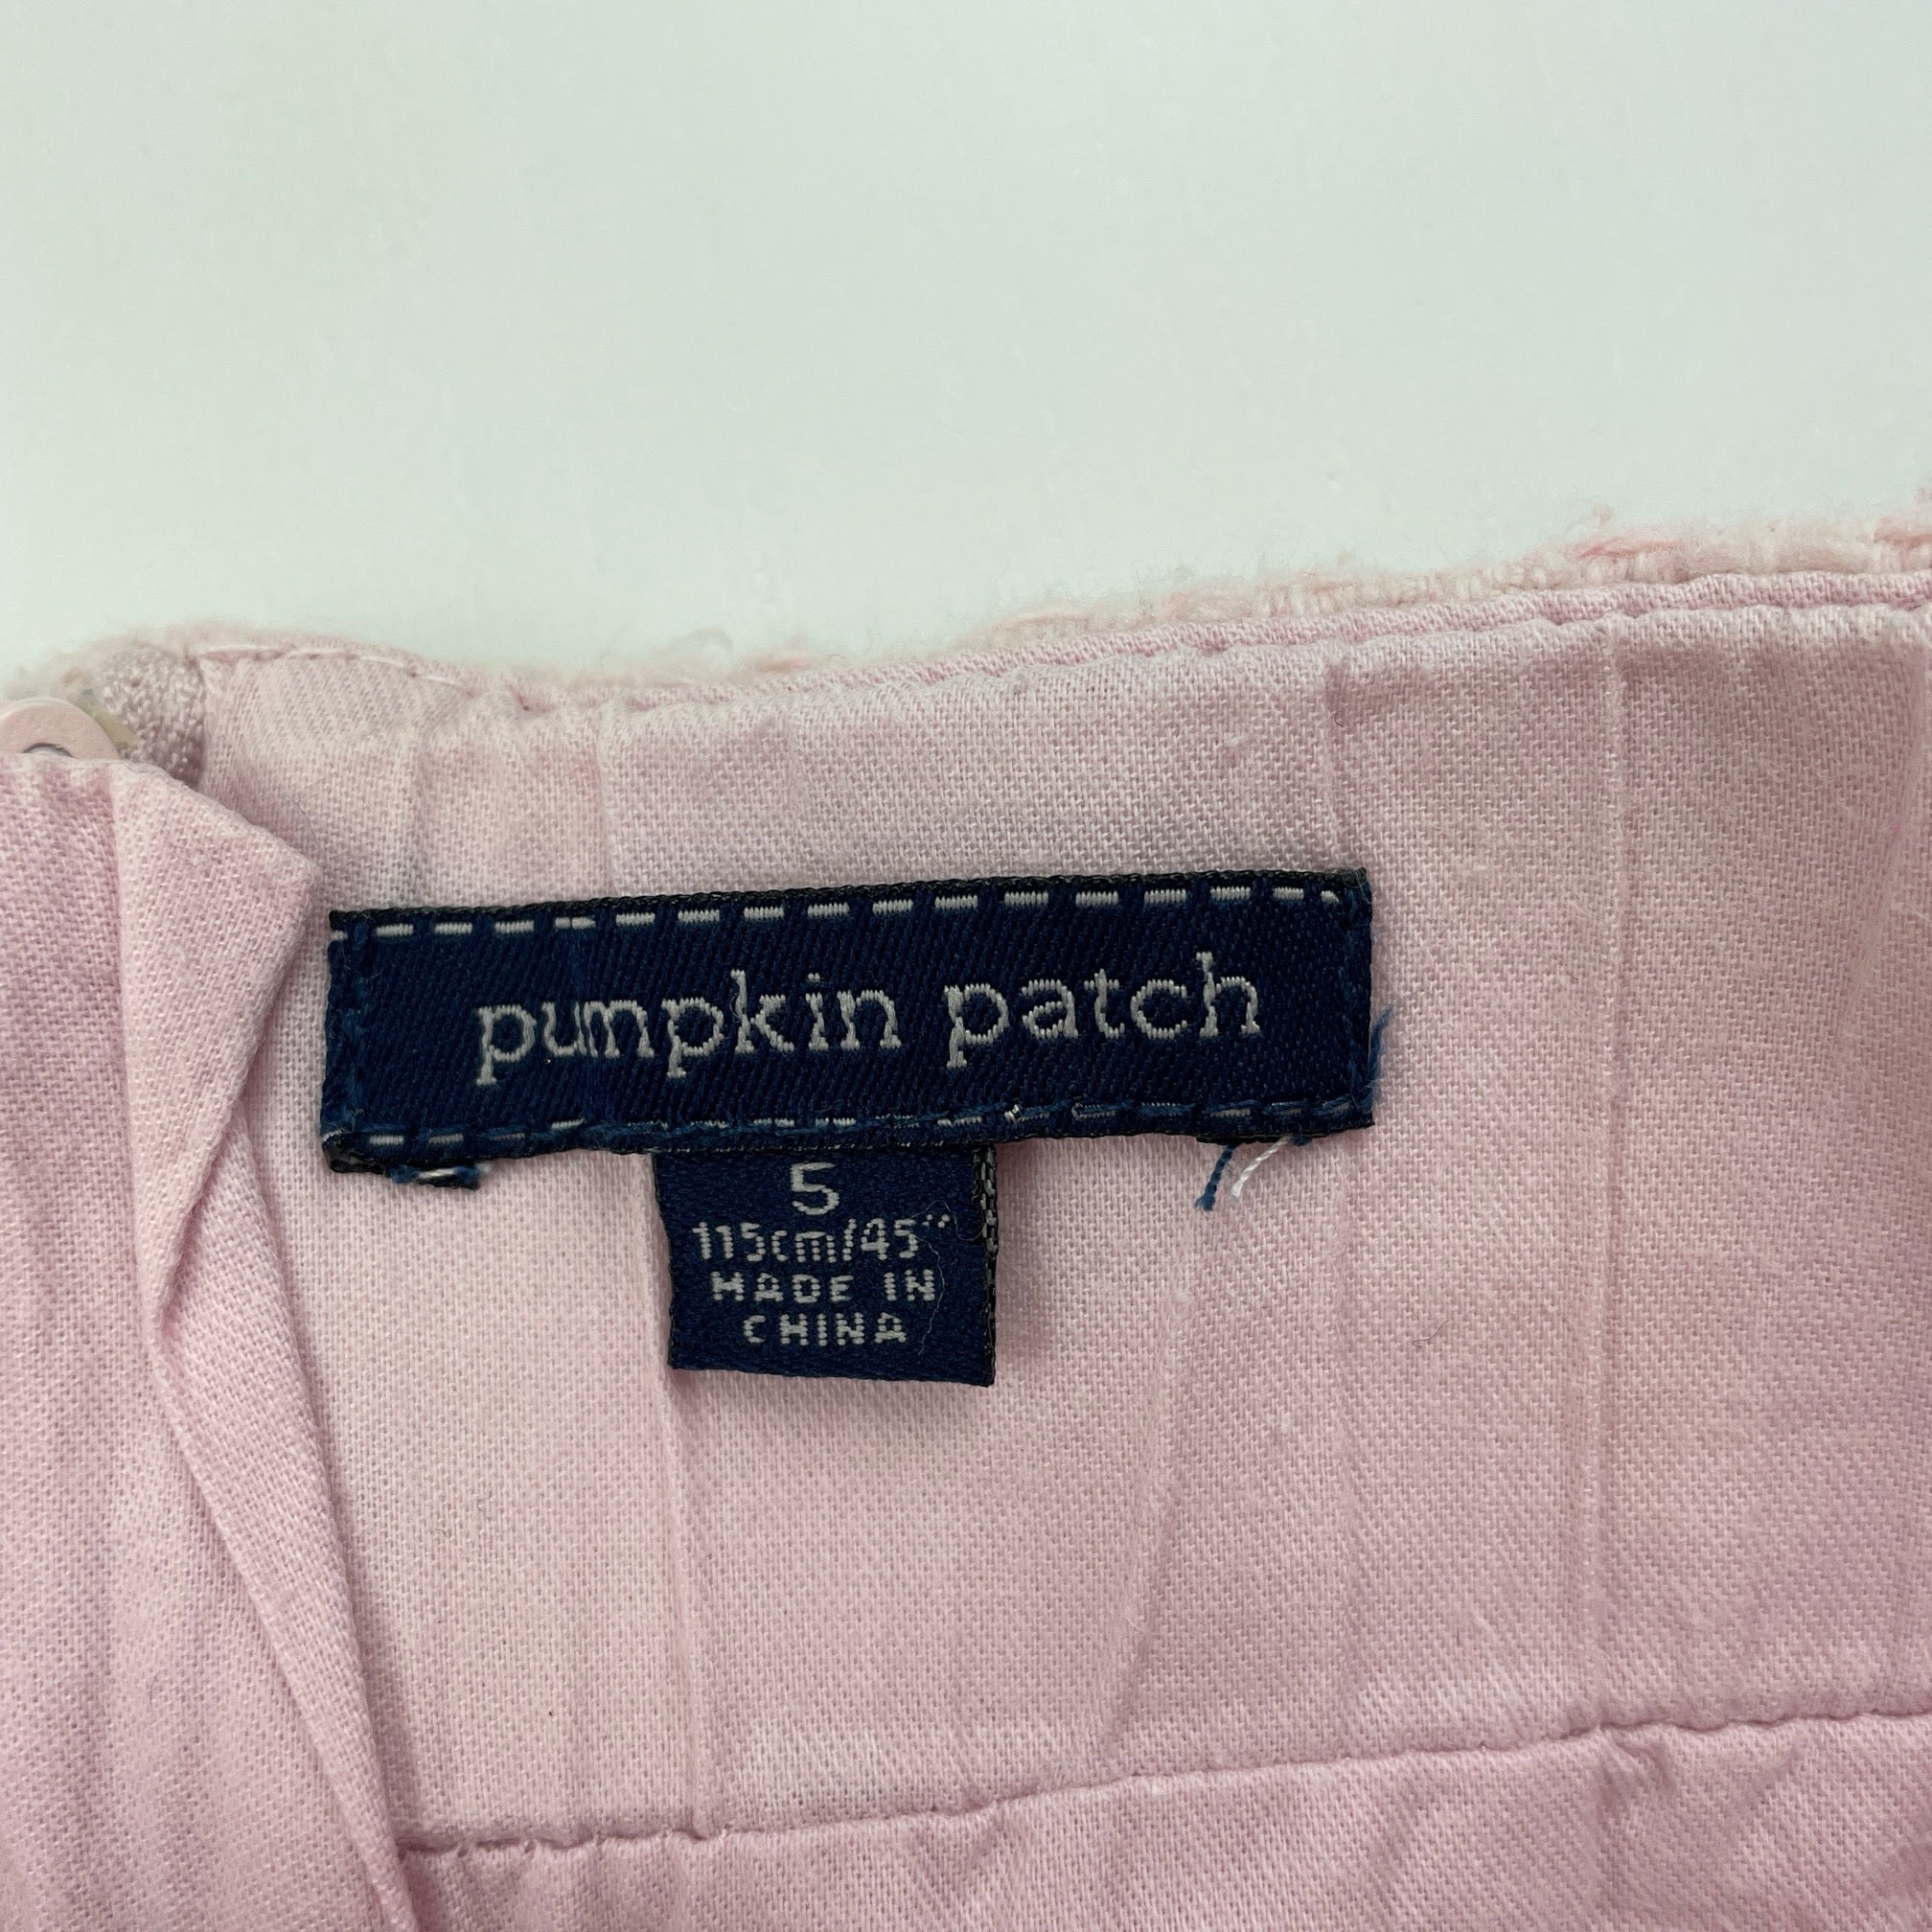 pumpkin patch
5
115cm/45"
MADE IN
CHINA